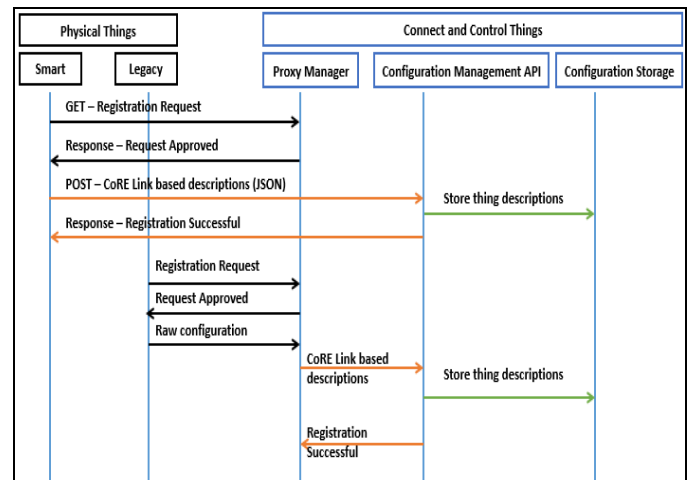 Physical Things
Connect and Control Things
Smart
Legacy
Proxy Manager
Configuration Management API
Configuration Storage
GET – Registration Request
Response – Request Approved
POST – CoRE Link based descriptions (JSON)
Store thing descriptions
Response – Registration Successful
Registration Request
Request Approved
Raw configuration
CoRE Link based
descriptions
Store thing descriptions
Registration
Successful